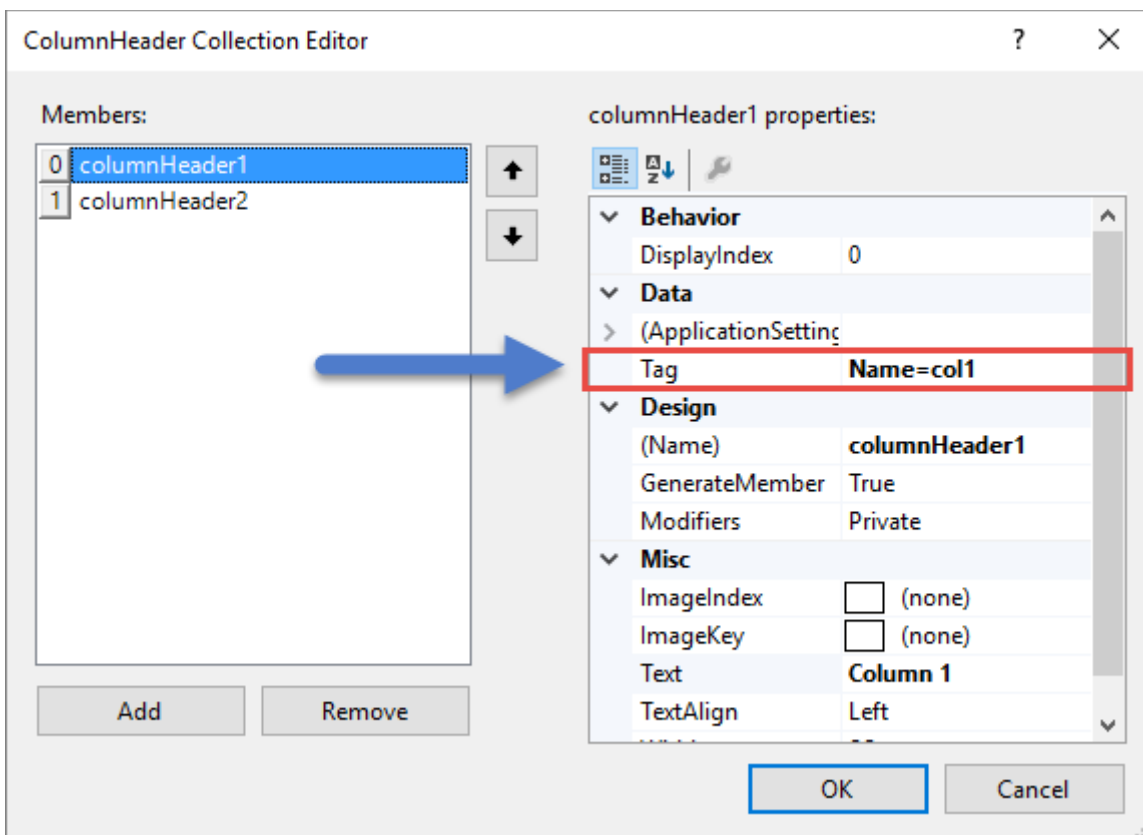 ColumnHeader Collection Editor
?
Members:
0 columnHeader1
1 columnHeader2
Add
Remove
columnHeader1 properties:
A
Z
Behavior
DisplayIndex 0
Data
(ApplicationSetting
Tag Name=col1
Design
(Name) columnHeader1
GenerateMember True
Modifiers Private
Misc
ImageIndex (none)
ImageKey (none)
Text Column 1
TextAlign Left
OK
Cancel